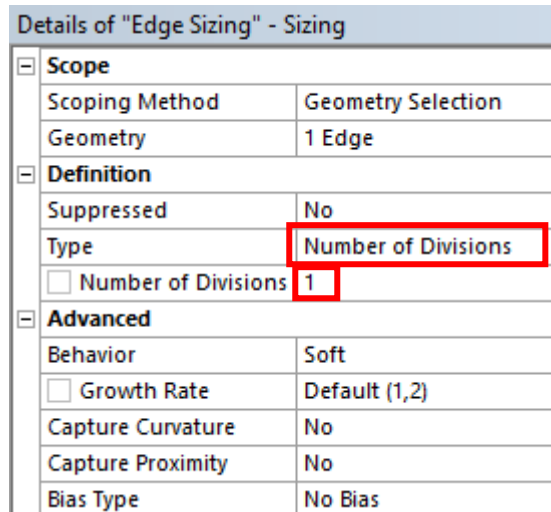 Details of "Edge Sizing" - Sizing
Scope
Scoping Method Geometry Selection
Geometry 1 Edge
Definition
Suppressed No
Type Number of Divisions
Number of Divisions 1
Advanced
Behavior Soft
Growth Rate Default (1,2)
Capture Curvature No
Capture Proximity No
Bias Type No Bias